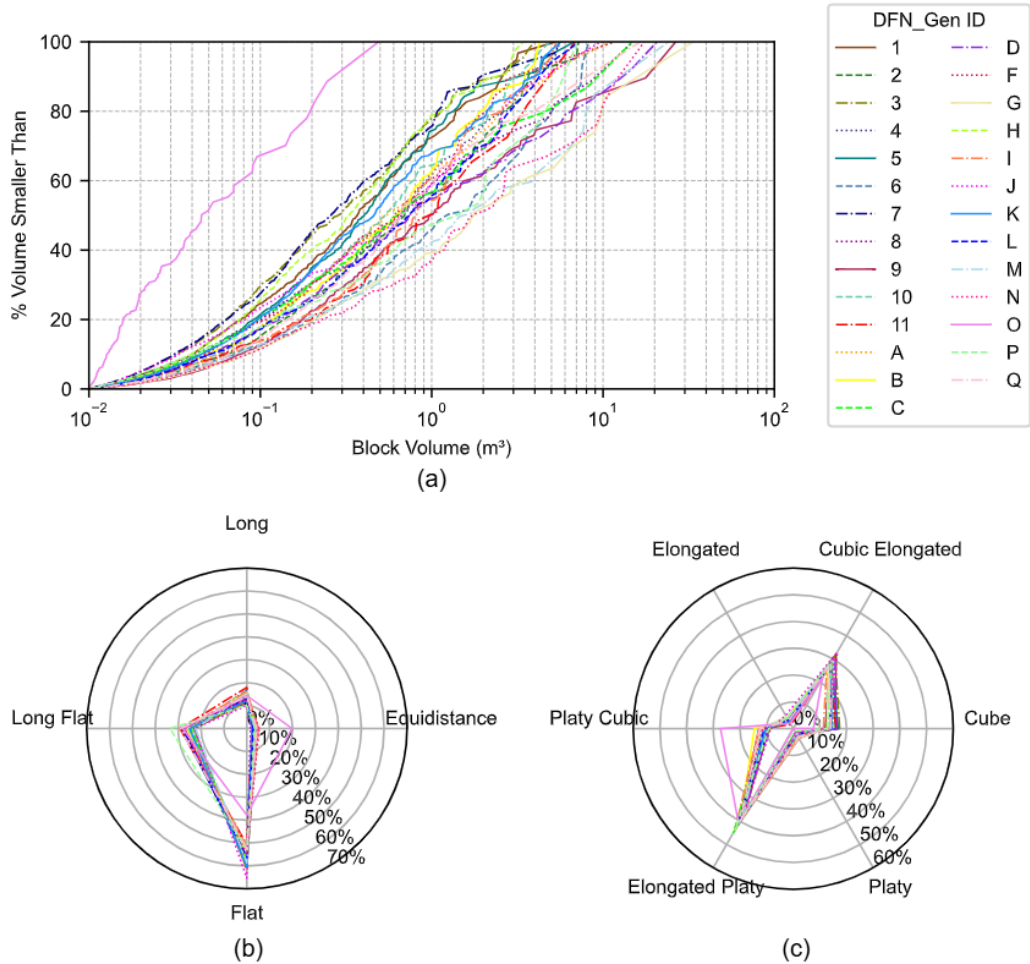 DFN_Gen ID
1
2
3
4
5
6
7
8
9
10
11
A
B
C
D
F
G
H
I
J
K
L
M
N
O
P
Q
% Volume Smaller Than
100
80
60
40
20
0
10⁻²
10⁻¹
10⁰
10¹
10²
Block Volume (m³)
(a)
Long
Long Flat
Equidistance
Flat
0%
10%
20%
30%
40%
50%
60%
70%
(b)
Elongated
Cubic Elongated
Platy Cubic
Cube
Elongated Platy
Platy
0%
10%
20%
30%
40%
50%
60%
(c)